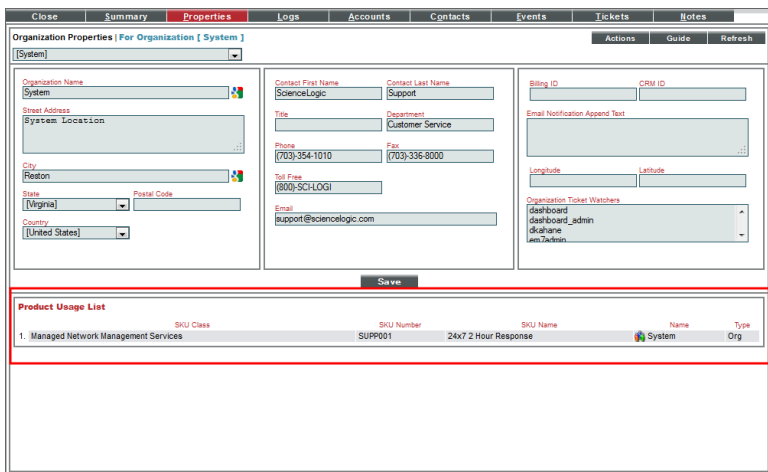 Close Summary Properties Logs Accounts Contacts Events Tickets Notes
Organization Properties | For Organization [ System ] Actions Guide Refresh
[System]
Organization Name
System
Street Address
System Location
City
Reston
State Postal Code
[Virginia]
Country
[United States]
Contact First Name Contact Last Name
ScienceLogic Support
Title Department
Customer Service
Phone Fax
(703)-354-1010 (703)-336-8000
Toll Free
(800)-SCI-LOGI
Email
support@sciencelogic.com
Billing ID CRM ID
Email Notification Append Text
Longitude Latitude
Organization Ticket Watchers
dashboard
dashboard_admin
dkahane
em7admin
Save
Product Usage List
SKU Class SKU Number SKU Name Name Type
1. Managed Network Management Services SUPP001 24x7 2 Hour Response System Org